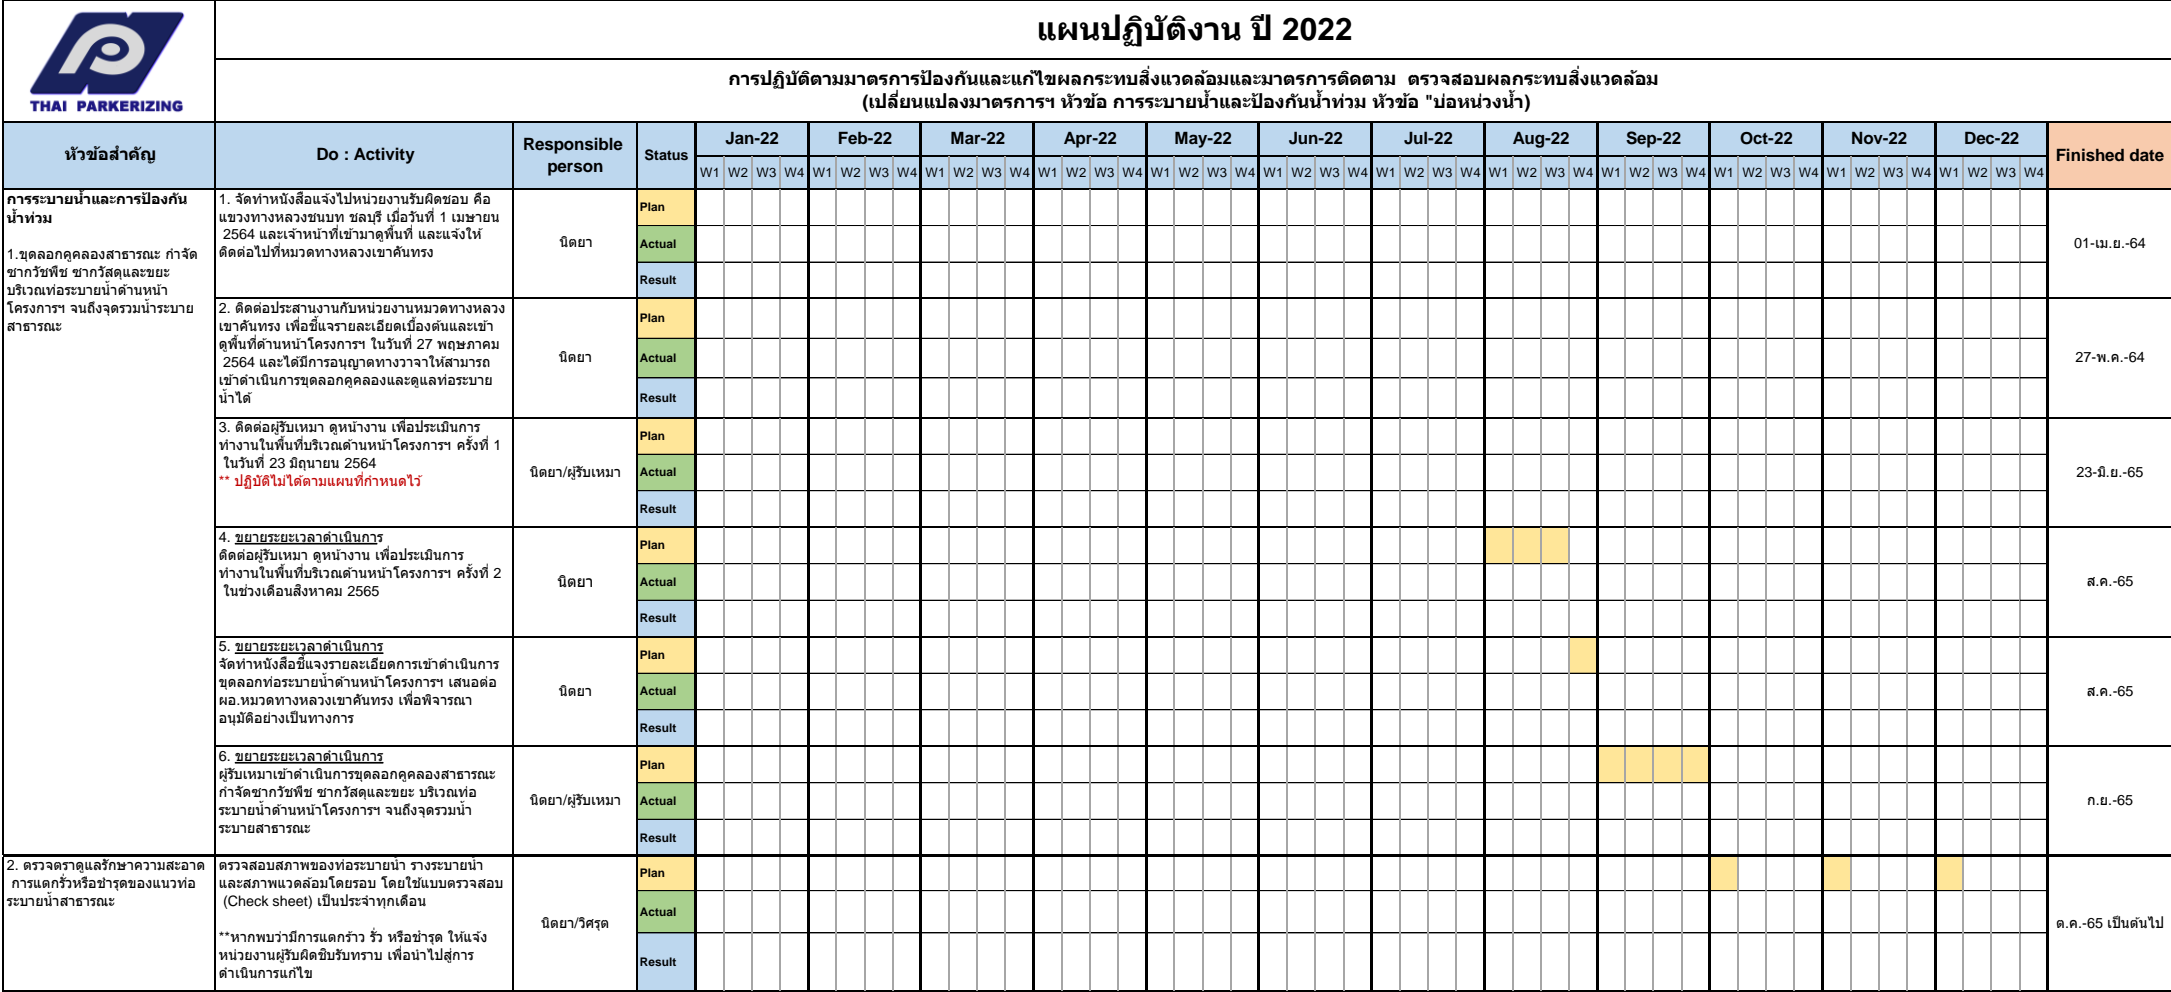 แผนปฏิบัติงาน ปี 2022
THAI PARKERIZING
การปฏิบัติตามมาตรการป้องกันและแก้ไขผลกระทบสิ่งแวดล้อมและมาตรการติดตาม ตรวจสอบผลกระทบสิ่งแวดล้อม
(เปลี่ยนแปลงมาตรการฯ หัวข้อ การระบายน้ำและป้องกันน้ำท่วม หัวข้อ "บ่อหน่วงน้ำ)
หัวข้อสำคัญ
Do : Activity
Responsible
person
Status
Jan-22 Feb-22 Mar-22 Apr-22 May-22 Jun-22 Jul-22 Aug-22 Sep-22 Oct-22 Nov-22 Dec-22
W1 W2 W3 W4 W1 W2 W3 W4 W1 W2 W3 W4 W1 W2 W3 W4 W1 W2 W3 W4 W1 W2 W3 W4 W1 W2 W3 W4 W1 W2 W3 W4 W1 W2 W3 W4 W1 W2 W3 W4 W1 W2 W3 W4 W1 W2 W3 W4
Finished date
การระบายน้ำและการป้องกัน
น้ำท่วม
1.ขุดลอกคูคลองสาธารณะ กำจัด
ซากวัชพืช ซากวัสดุและขยะ
บริเวณท่อระบายน้ำด้านหน้า
โครงการฯ จนถึงจุดรวมน้ำระบาย
สาธารณะ
1. จัดทำหนังสือแจ้งไปหน่วยงานรับผิดชอบ คือ
แขวงทางหลวงชนบท ชลบุรี เมื่อวันที่ 1 เมษายน
2564 และเจ้าหน้าที่เข้ามาดูพื้นที่ และแจ้งให้
ติดต่อไปที่หมวดทางหลวงเขาคันทรง
นิตยา
Plan
Actual
Result
01-เม.ย.-64
2. ติดต่อประสานงานกับหน่วยงานหมวดทางหลวง
เขาคันทรง เพื่อชี้แจรายละเอียดเบื้องต้นและเข้า
ดูพื้นที่ด้านหน้าโครงการฯ ในวันที่ 27 พฤษภาคม
2564 และได้มีการอนุญาตทางวาจาให้สามารถ
เข้าดำเนินการขุดลอกคูคลองและดูแลท่อระบาย
น้ำได้
นิตยา
Plan
Actual
Result
27-พ.ค.-64
3. ติดต่อผู้รับเหมา ดูหน้างาน เพื่อประเมินการ
ทำงานในพื้นที่บริเวณด้านหน้าโครงการฯ ครั้งที่ 1
ในวันที่ 23 มิถุนายน 2564
** ปฏิบัติไม่ได้ตามแผนที่กำหนดไว้
นิตยา/ผู้รับเหมา
Plan
Actual
Result
23-มิ.ย.-65
4. ขยายระยะเวลาดำเนินการ
ติดต่อผู้รับเหมา ดูหน้างาน เพื่อประเมินการ
ทำงานในพื้นที่บริเวณด้านหน้าโครงการฯ ครั้งที่ 2
ในช่วงเดือนสิงหาคม 2565
นิตยา
Plan
Actual
Result
ส.ค.-65
5. ขยายระยะเวลาดำเนินการ
จัดทำหนังสือชี้แจงรายละเอียดการเข้าดำเนินการ
ขุดลอกท่อระบายน้ำด้านหน้าโครงการฯ เสนอต่อ
ผอ.หมวดทางหลวงเขาคันทรง เพื่อพิจารณา
อนุมัติอย่างเป็นทางการ
นิตยา
Plan
Actual
Result
ส.ค.-65
6. ขยายระยะเวลาดำเนินการ
ผู้รับเหมาเข้าดำเนินการขุดลอกคูคลองสาธารณะ
กำจัดซากวัชพืช ซากวัสดุและขยะ บริเวณท่อ
ระบายน้ำด้านหน้าโครงการฯ จนถึงจุดรวมน้ำ
ระบายสาธารณะ
นิตยา/ผู้รับเหมา
Plan
Actual
Result
ก.ย.-65
2. ตรวจตราดูแลรักษาความสะอาด
การแตกรั่วหรือชำรุดของแนวท่อ
ระบายน้ำสาธารณะ
ตรวจสอบสภาพของท่อระบายน้ำ รางระบายน้ำ
และสภาพแวดล้อมโดยรอบ โดยใช้แบบตรวจสอบ
(Check sheet) เป็นประจำทุกเดือน
**หากพบว่ามีการแตกร้าว รั่ว หรือชำรุด ให้แจ้ง
หน่วยงานผู้รับผิดชิบรับทราบ เพื่อนำไปสู่การ
ดำเนินการแก้ไข
นิตยา/วิศรุต
Plan
Actual
Result
ต.ค.-65 เป็นต้นไป